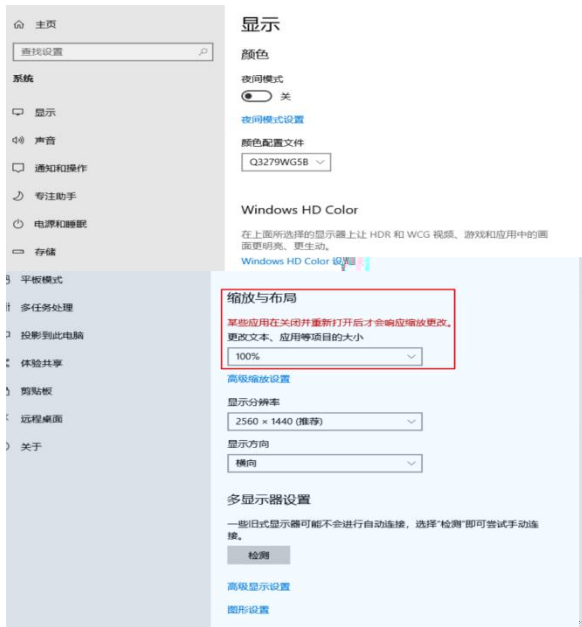 主页
查找设置
系统
显示
声音
通知和操作
专注助手
电源和睡眠
存储
平板模式
多任务处理
投影到此电脑
体验共享
剪贴板
远程桌面
关于
显示
颜色
夜间模式
关
夜间模式设置
颜色配置文件
Q3279WG5B
Windows HD Color
在上面所选择的显示器上让 HDR 和 WCG 视频、游戏和应用中的画
面更明亮、更生动。
Windows HD Color 设置
缩放与布局
某些应用在关闭并重新打开后才会响应缩放更改。
更改文本、应用等项目的大小
100%
高级缩放设置
显示分辨率
2560 × 1440 (推荐)
显示方向
横向
多显示器设置
一些旧式显示器可能不会进行自动连接，选择"检测"即可尝试手动连
接。
检测
高级显示设置
图形设置